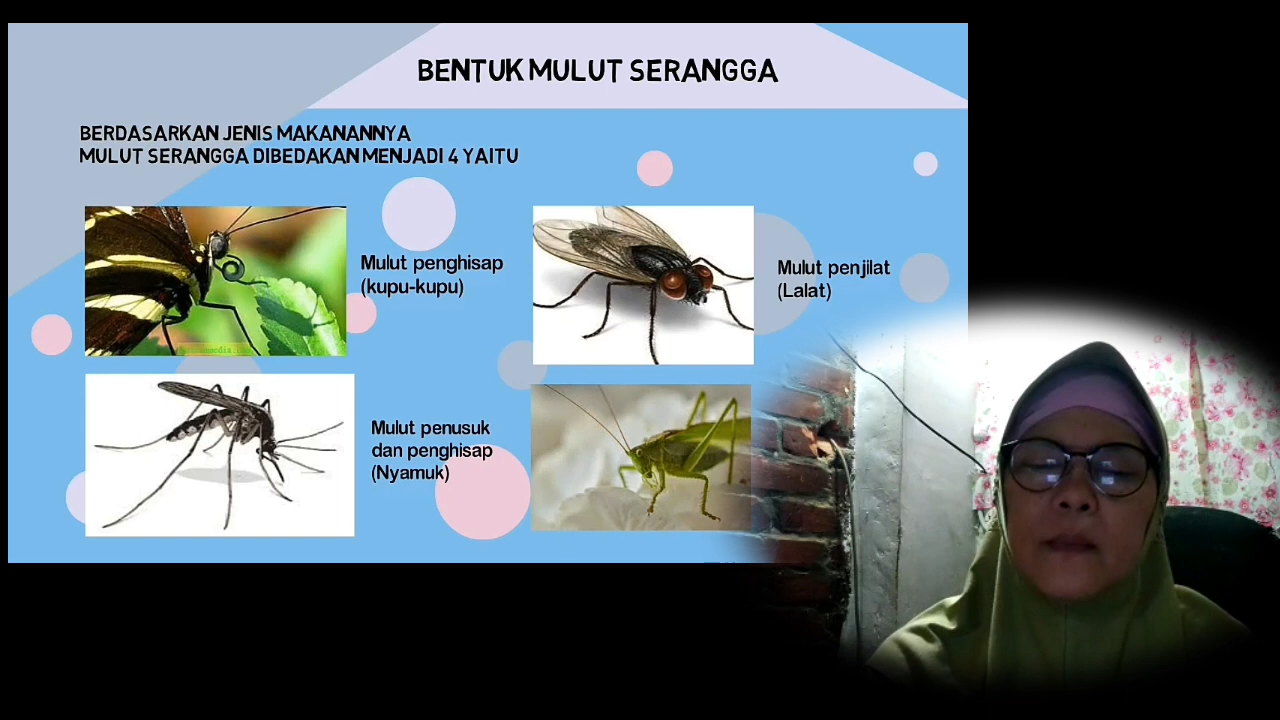 BENTUK MULUT SERANGGA
BERDASARKAN JENIS MAKANANNYA
MULUT SERANGGA DIBEDAKAN MENJADI 4 YAITU
Mulut penghisap
(kupu-kupu)
Mulut penjilat
(Lalat)
Mulut penusuk
dan penghisap
(Nyamuk)